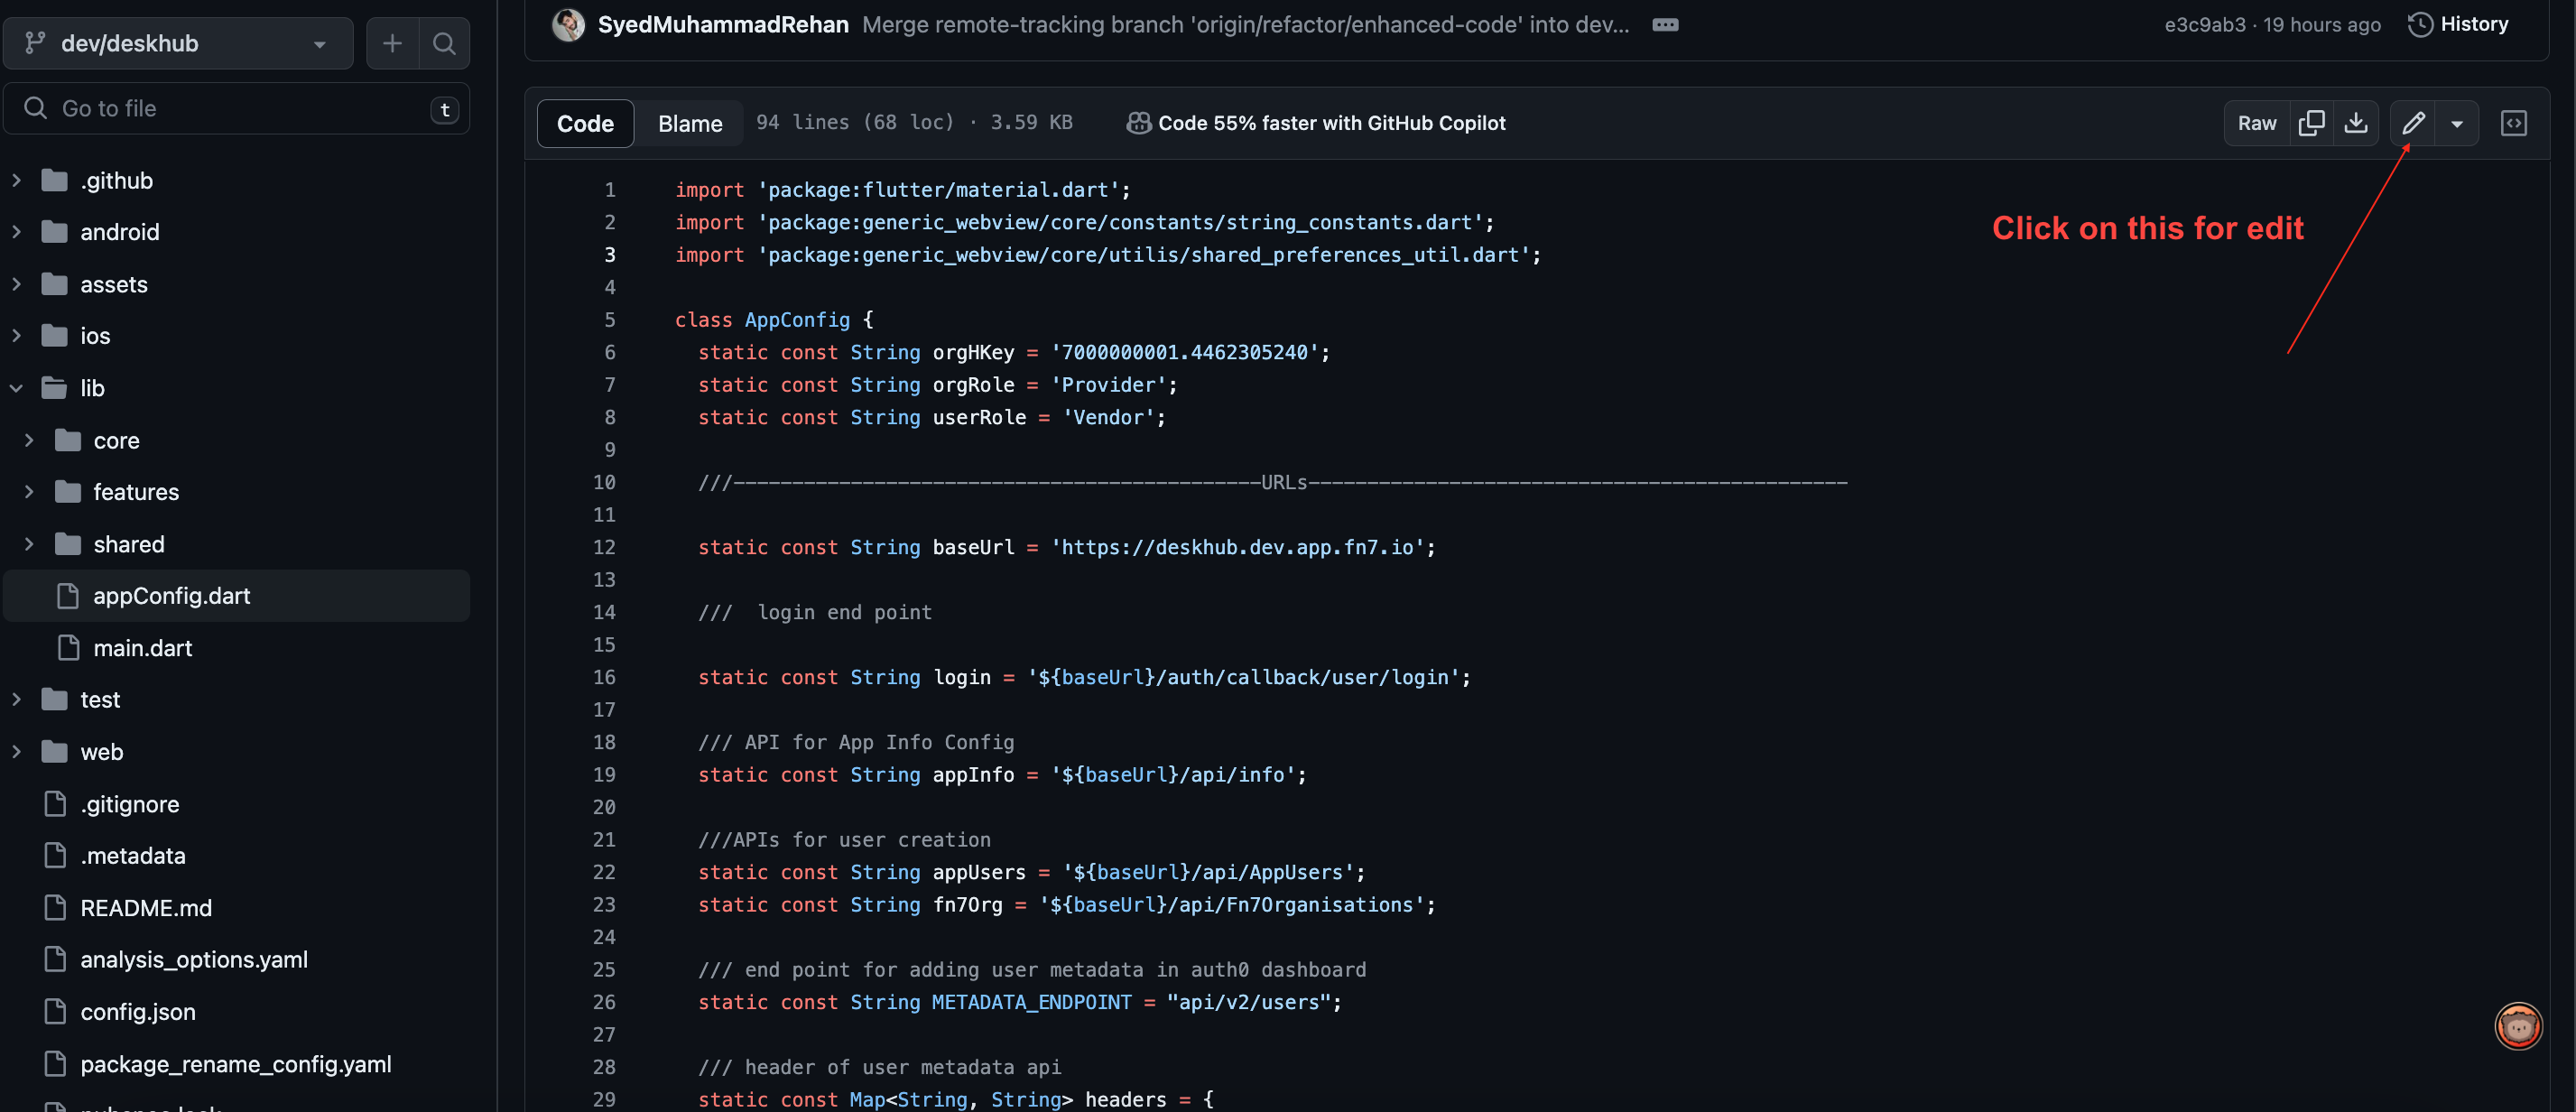 dev/deskhub
Go to file
t
.github
android
assets
ios
lib
core
features
shared
appConfig.dart
main.dart
test
web
.gitignore
.metadata
README.md
analysis_options.yaml
config.json
package_rename_config.yaml
SyedMuhammadRehan Merge remote-tracking branch 'origin/refactor/enhanced-code' into dev...
e3c9ab3 · 19 hours ago History
Code Blame 94 lines (68 loc) · 3.59 KB Code 55% faster with GitHub Copilot
Raw
Click on this for edit
1 import 'package:flutter/material.dart';
2 import 'package:generic_webview/core/constants/string_constants.dart';
3 import 'package:generic_webview/core/utilis/shared_preferences_util.dart';
4
5 class AppConfig {
6 static const String orgHKey = '7000000001.4462305240';
7 static const String orgRole = 'Provider';
8 static const String userRole = 'Vendor';
9
10 ///---------------------------------------------URLs----------------------------------------------
11
12 static const String baseUrl = 'https://deskhub.dev.app.fn7.io';
13
14 ///  login end point
15
16 static const String login = '${baseUrl}/auth/callback/user/login';
17
18 /// API for App Info Config
19 static const String appInfo = '${baseUrl}/api/info';
20
21 ///APIs for user creation
22 static const String appUsers = '${baseUrl}/api/AppUsers';
23 static const String fn7Org = '${baseUrl}/api/Fn7Organisations';
24
25 /// end point for adding user metadata in auth0 dashboard
26 static const String METADATA_ENDPOINT = "api/v2/users";
27
28 /// header of user metadata api
29 static const Map<String, String> headers = {